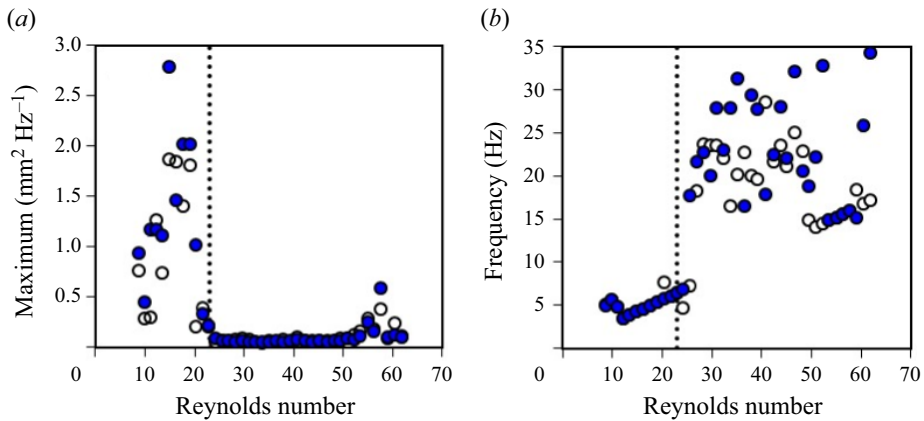 (a)
3.0
2.5
2.0
1.5
1.0
0.5
0 10 20 30 40 50 60 70
Reynolds number
Maximum (mm² Hz⁻¹)
(b)
35
30
25
20
15
10
5
0 10 20 30 40 50 60 70
Reynolds number
Frequency (Hz)